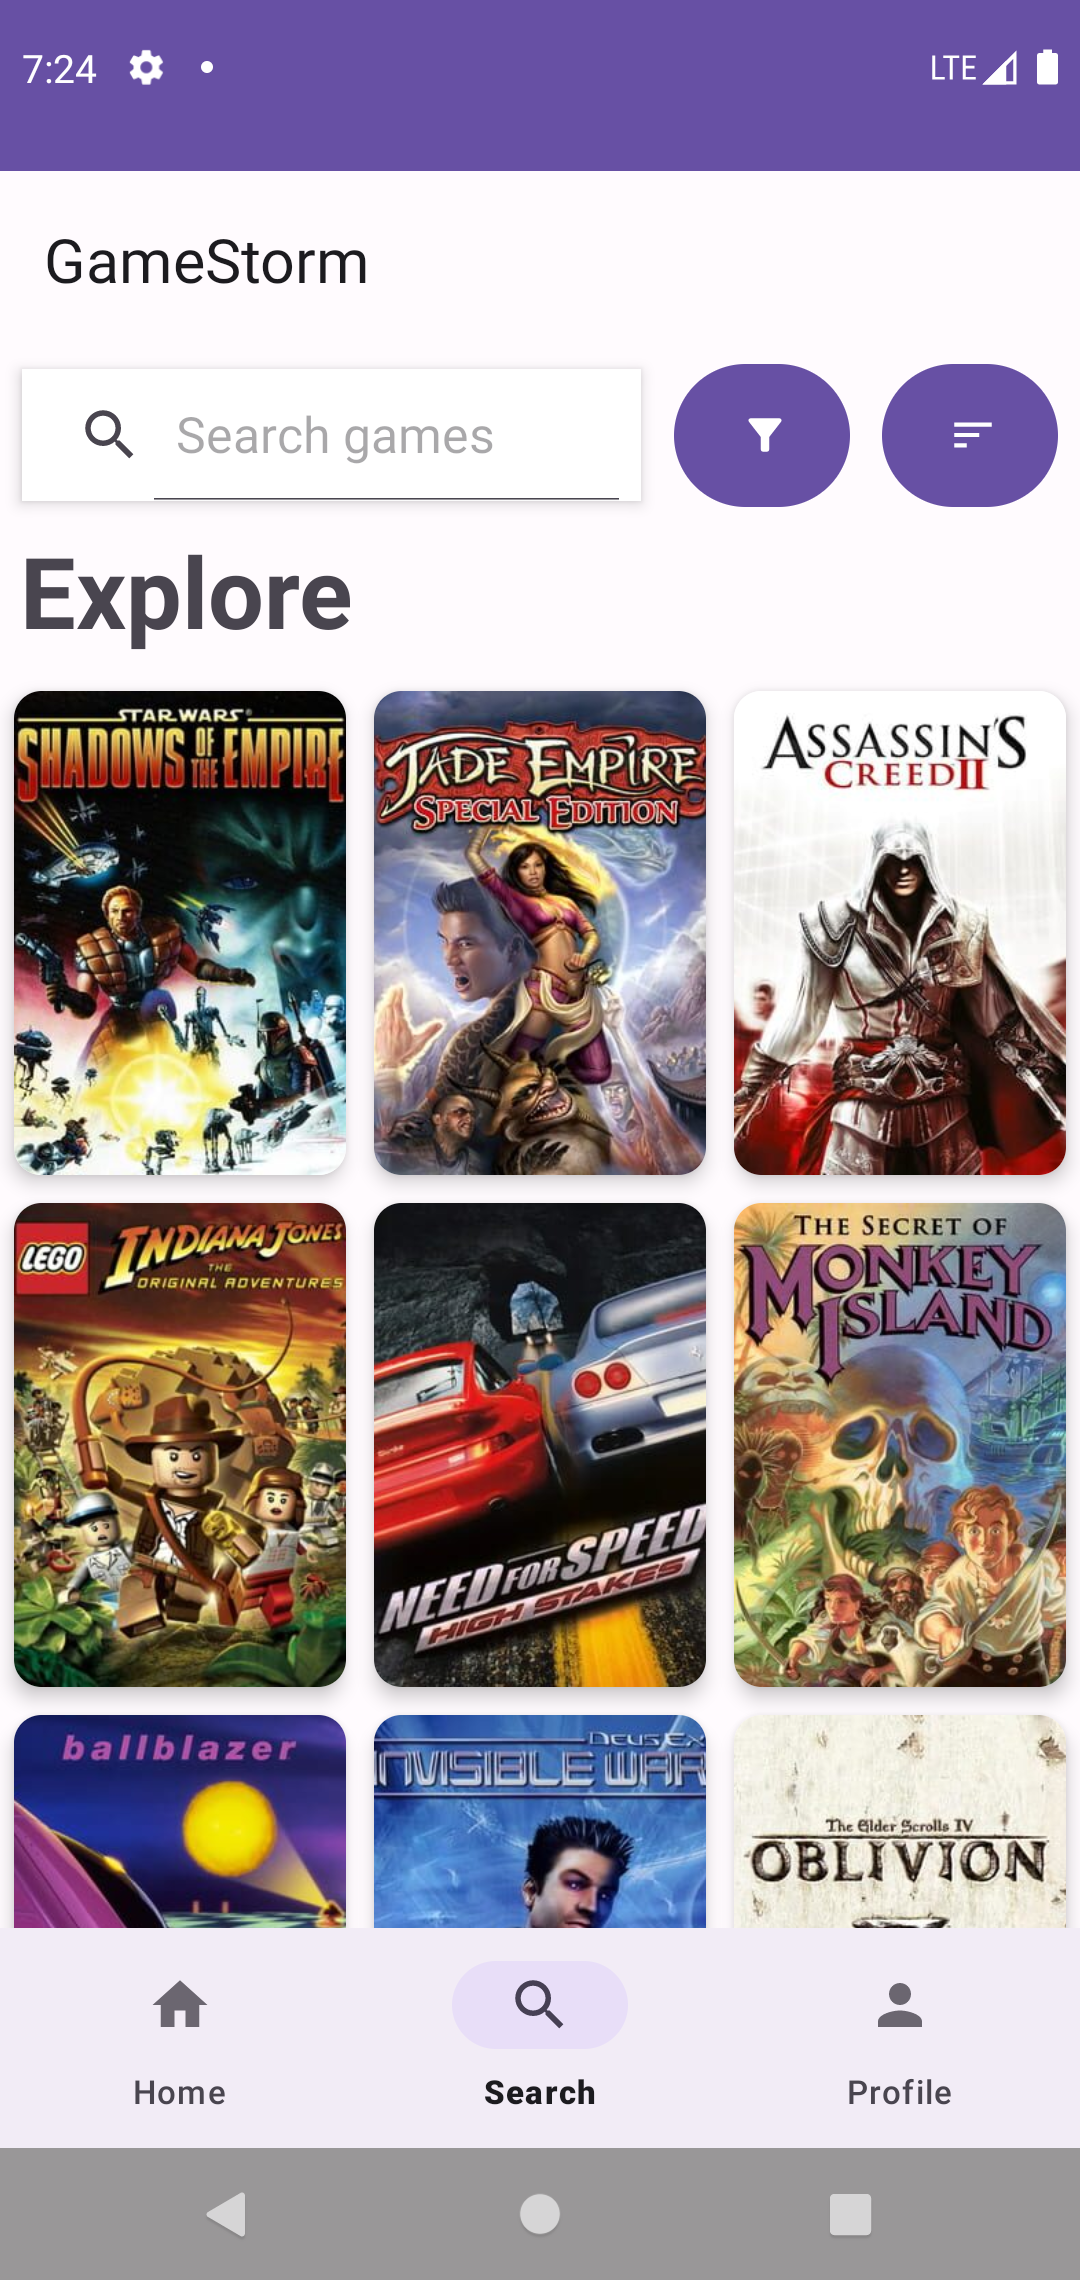 7:24
LTE
GameStorm
Search games
Explore
STAR WARS
SHADOWS OF THE EMPIRE
JADE EMPIRE
SPECIAL EDITION
ASSASSIN'S
CREED II
LEGO
INDIANA JONES
THE
ORIGINAL ADVENTURES
NEED FOR SPEED
HIGH STAKES
THE SECRET OF
MONKEY
ISLAND
ballblazer
DEUS EX
INVISIBLE WAR
The Elder Scrolls IV
OBLIVION
Home
Search
Profile